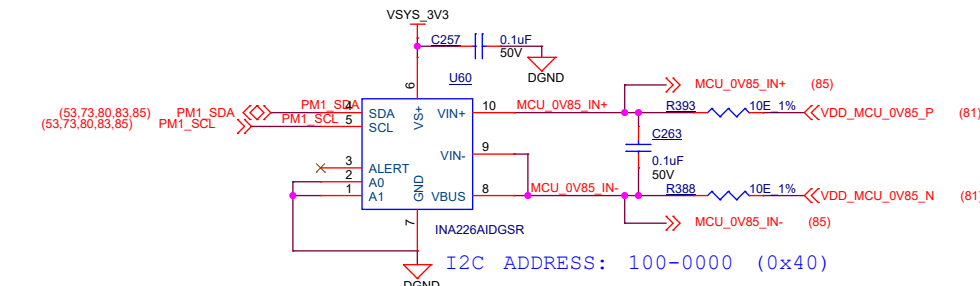 VSYS_3V3
C257
0.1uF
50V
DGND
U60
MCU_0V85_IN+ (85)
6
(53,73,80,83,85) PM1_SDA PM1_SDA 4 SDA VS+ VIN+ 10 MCU_0V85_IN+ R393 10E_1% VDD_MCU_0V85_P (81)
(53,73,80,83,85) PM1_SCL PM1_SCL 5 SCL
C263
VIN- 9
0.1uF
50V
3 ALERT
2 A0
1 A1 GND VBUS 8 MCU_0V85_IN- R388 10E_1% VDD_MCU_0V85_N (81)
7
INA226AIDGSR
MCU_0V85_IN- (85)
I2C ADDRESS: 100-0000 (0x40)
DGND